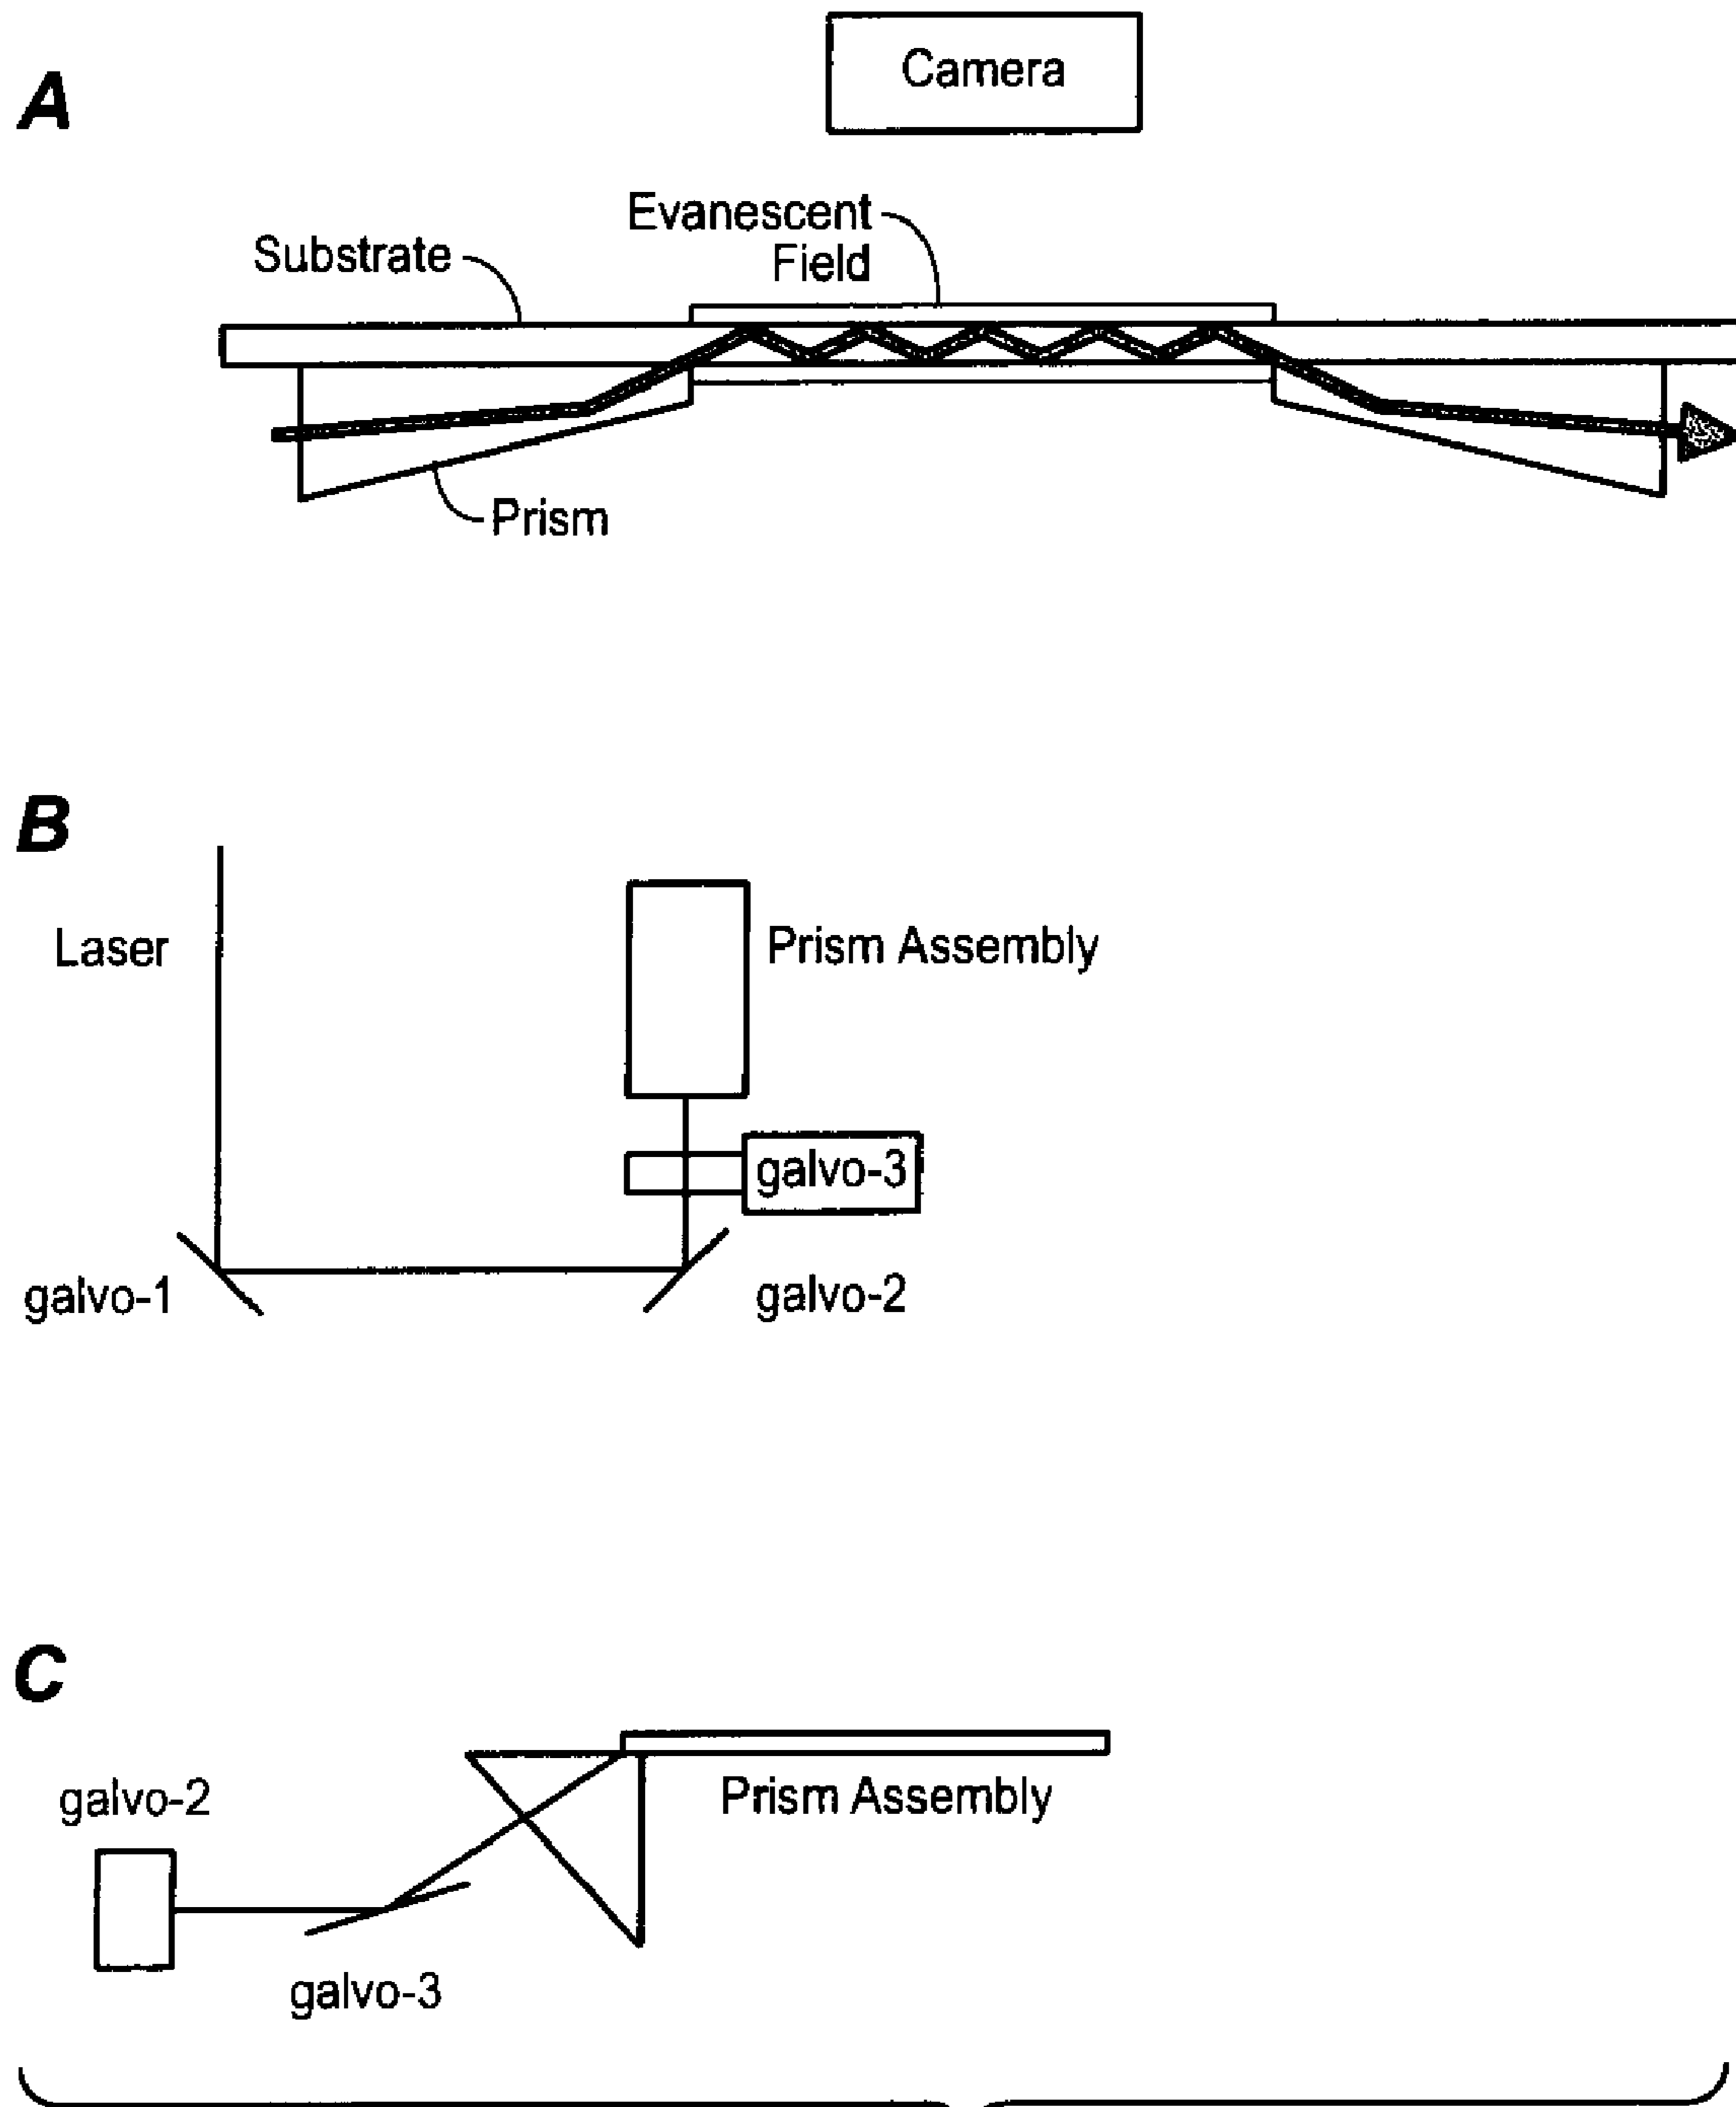 A
Camera
Evanescent
Field
Substrate
Prism
B
Laser
Prism Assembly
galvo-3
galvo-1
galvo-2
C
Prism Assembly
galvo-2
galvo-3